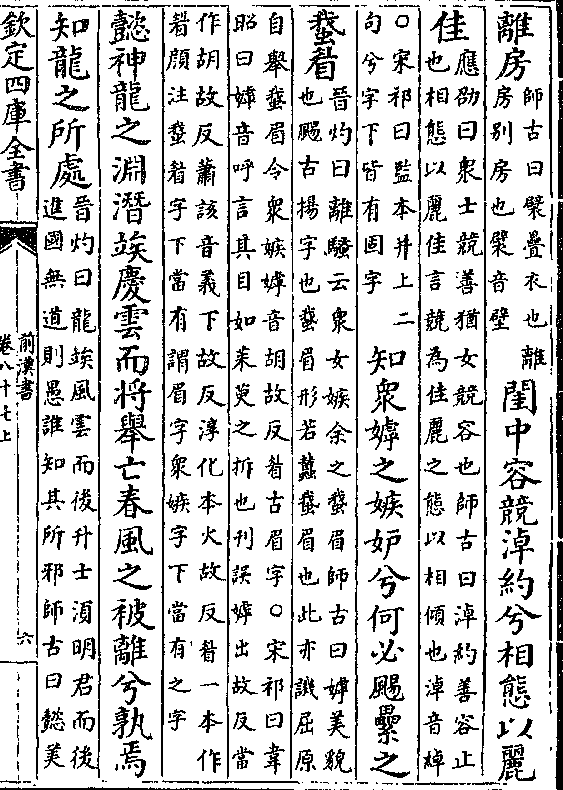 離房
師古曰襞疊衣也離
房别房也襞音壁
閨中容競淖約兮相態以麗
佳
應劭曰衆士競善猶女競容也師古曰淖約善容止
也相態以麗佳言競為佳麗之態以相傾也淖音焯
○宋祁曰監本并上二
句兮字下皆有固字
知衆嫭之嫉妒兮何必颺纍之
蛾睂
晉灼曰離騷云衆女嫉余之蛾眉師古曰嫭美貌
也颺古揚字也蛾眉形若蠶蛾眉也此亦譏屈原
自舉蛾眉令衆嫉嫭音胡故反睂古眉字○宋祁曰韋
昭曰嫭音呼言其目如茱萸之拆也刋誤嫭出故反當
作胡故反蕭該音義下故反淳化本火故反睂一本作
睂顔注蛾睂字下當有謂眉字衆嫉字下當有之字
懿神龍之淵潛竢慶雲而將舉亡春風之被離兮孰焉
知龍之所處
晉灼曰龍竢風雲而後升士須明君而後
進國無道則愚誰知其所邪師古曰懿美
欽定四庫全書
前漢書
卷八十七上
六